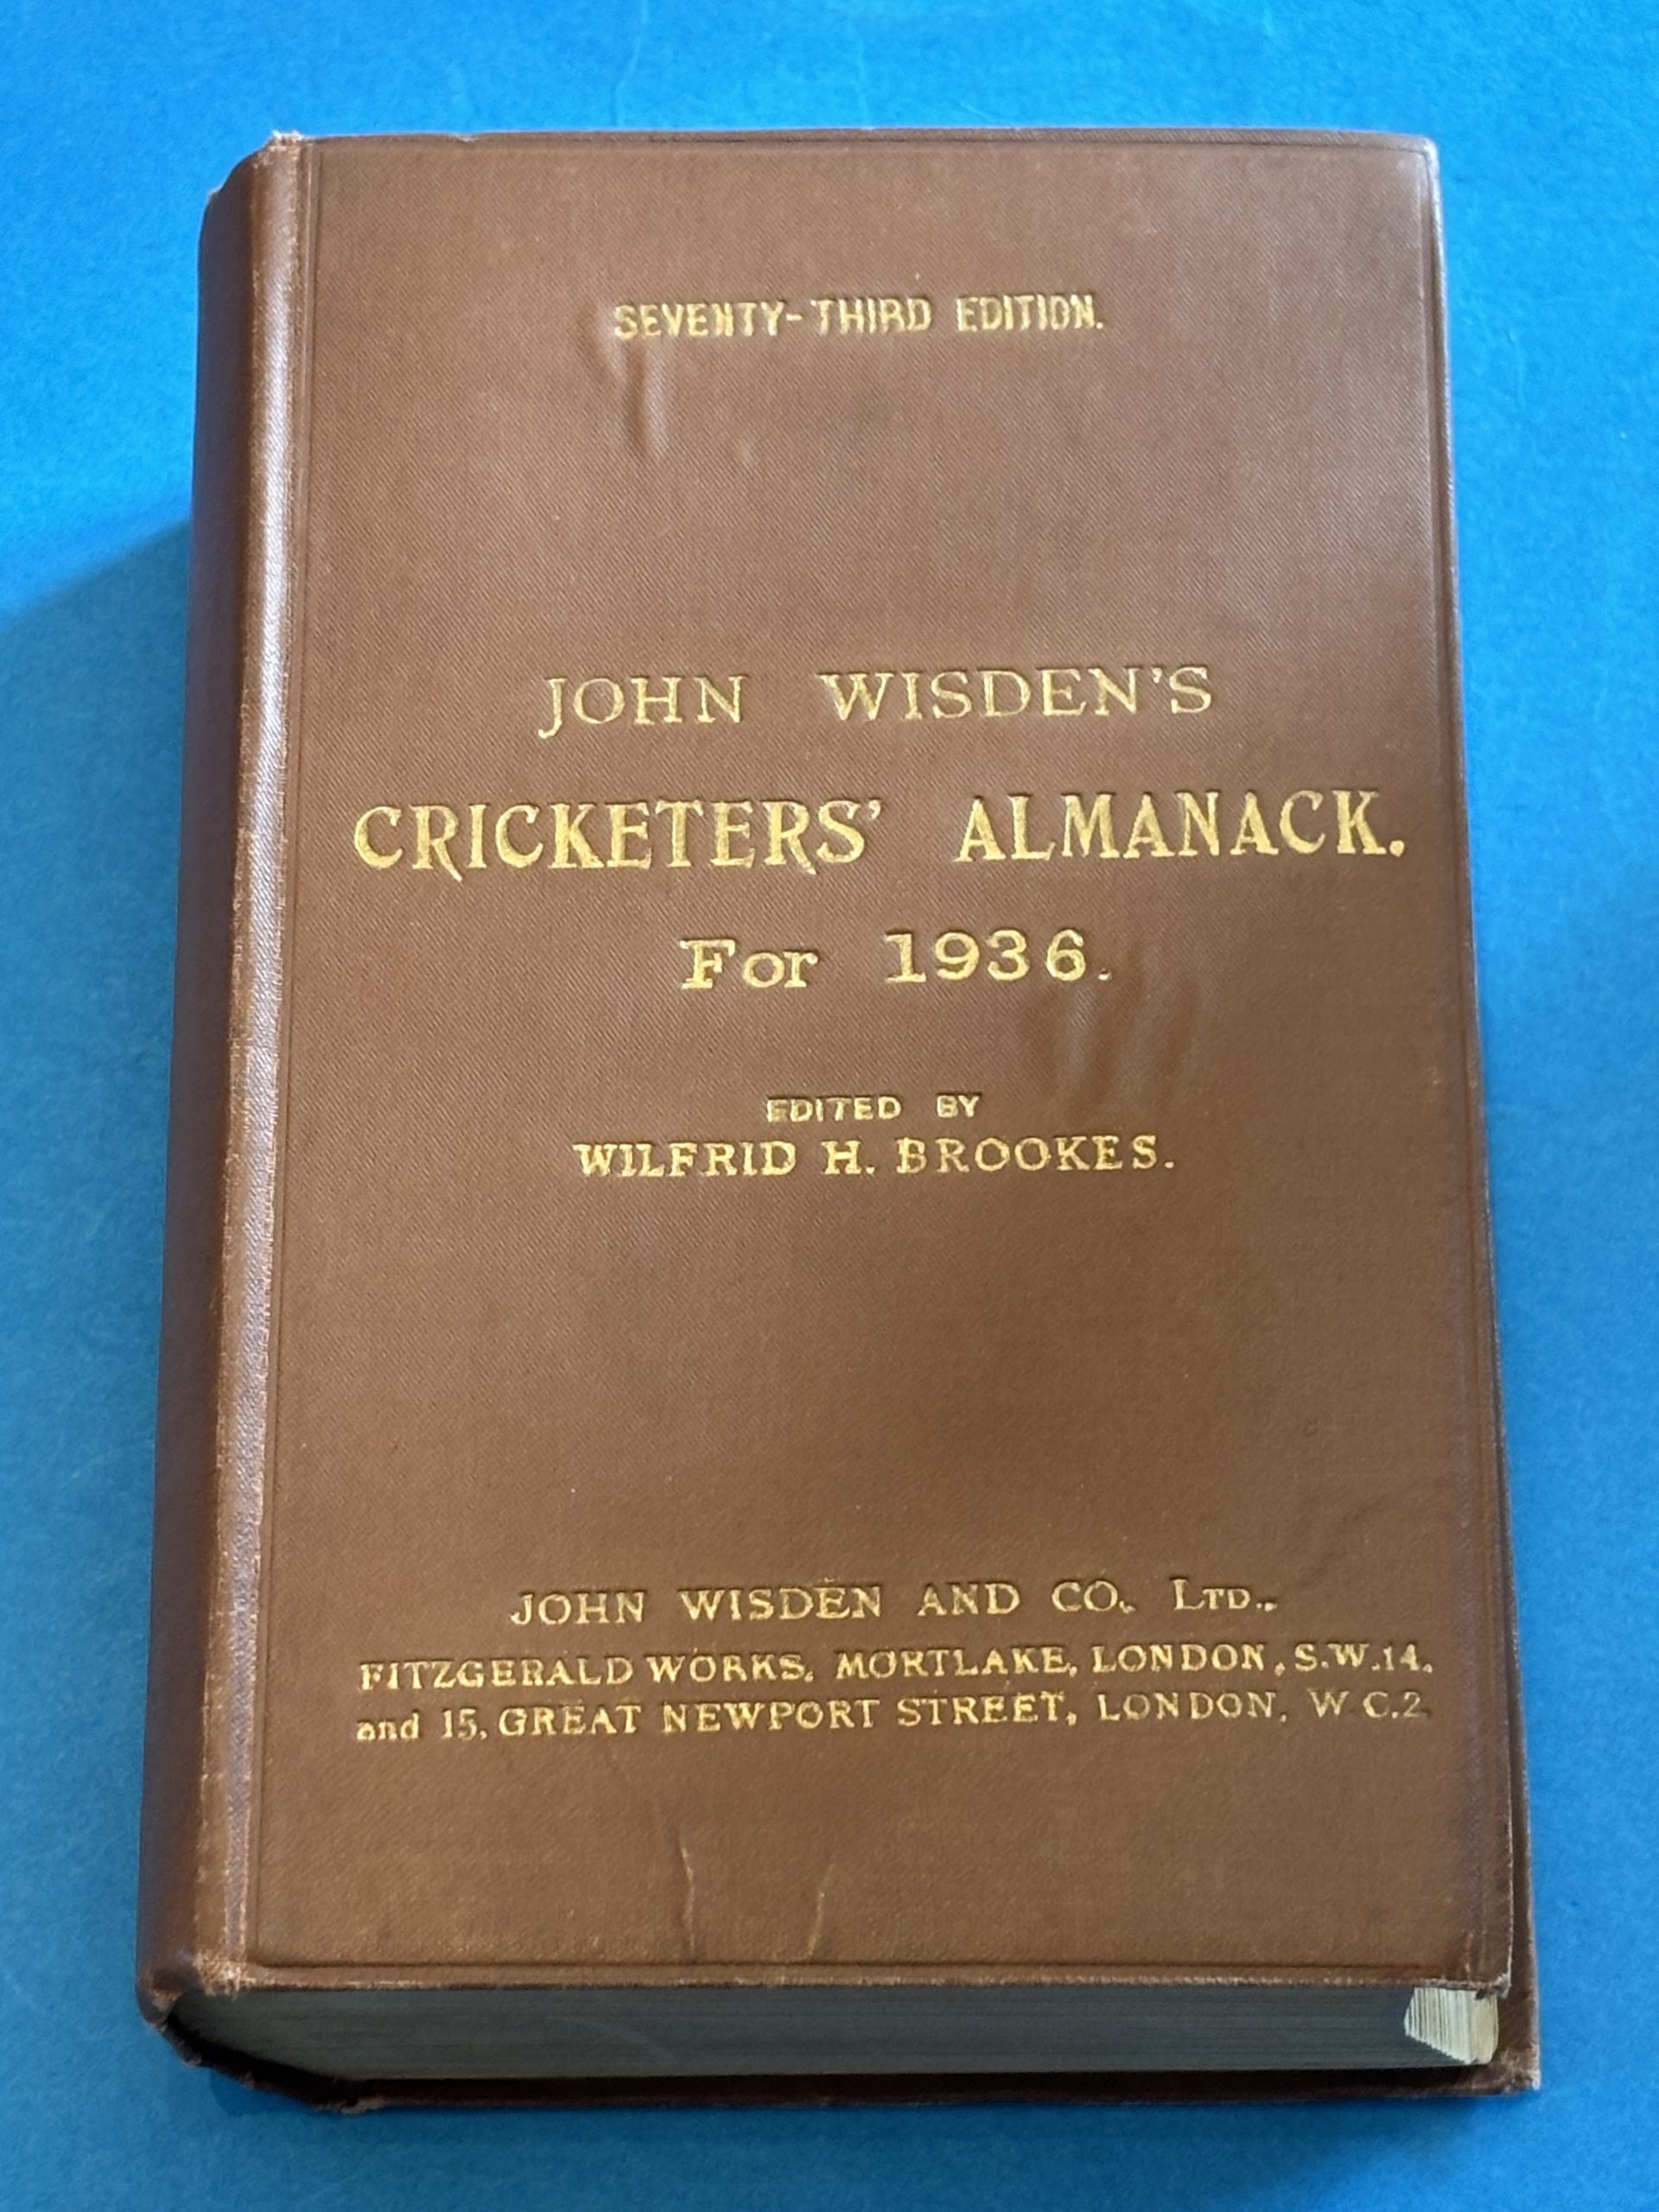 SEVENTY-THIRD EDITION.
JOHN WISDEN'S
CRICKETERS' ALMANACK.
For 1936.
EDITED BY
WILFRID H. BROOKES.
JOHN WISDEN AND CO., LTD.,
FITZGERALD WORKS, MORTLAKE, LONDON, S.W.14.
and 15, GREAT NEWPORT STREET, LONDON, W C.2.